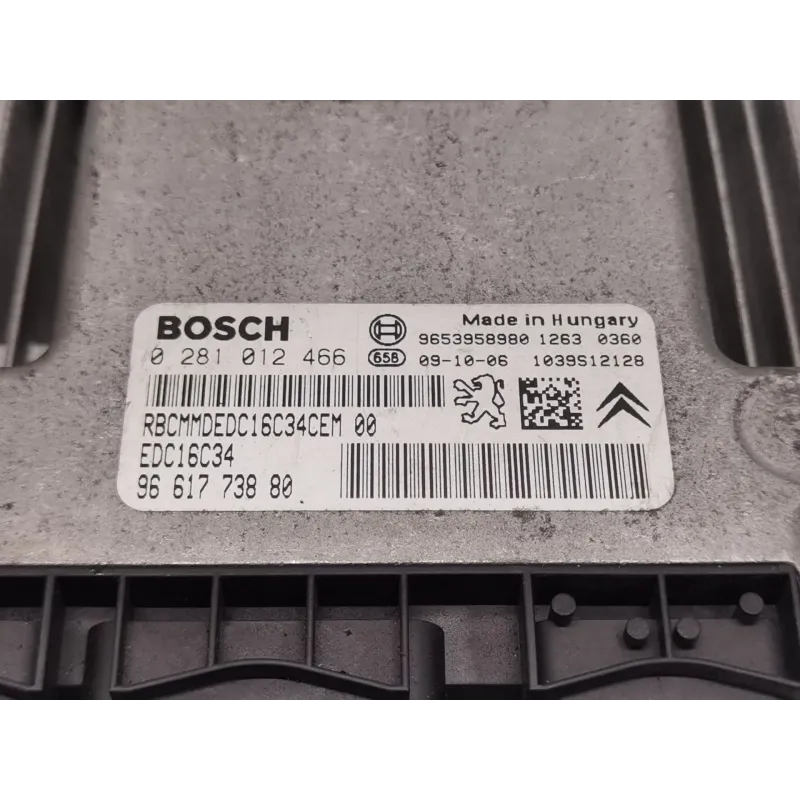 BOSCH
Made in Hungary
9653958980 1263 0360
0 281 012 466
658 09-10-06 1039S12128
RBCMMDEDC16C34CEM 00
EDC16C34
96 617 738 80